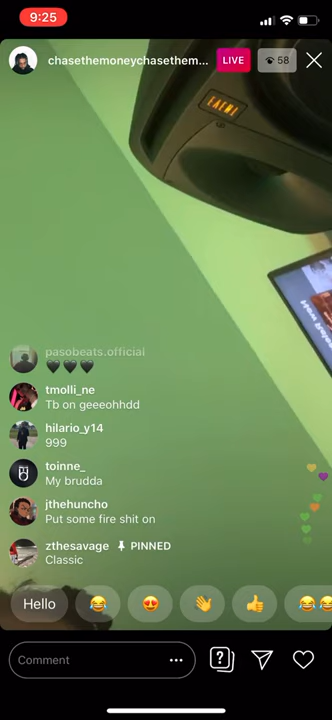 9:25
chasethemoneychasethem...
LIVE
58
pasobeats.official
🖤🖤🖤
tmolli_ne
Tb on geeeohhdd
hilario_y14
999
toinne_
My brudda
jthehuncho
Put some fire shit on
zthesavage PINNED
Classic
Hello
Comment